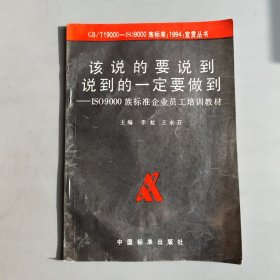 GB/T19000—ISO9000族标准(1994)宣贯丛书
该说的要说到
说到的一定要做到
——ISO9000族标准企业员工培训教材
主编 李虹 王永芬
中国标准出版社